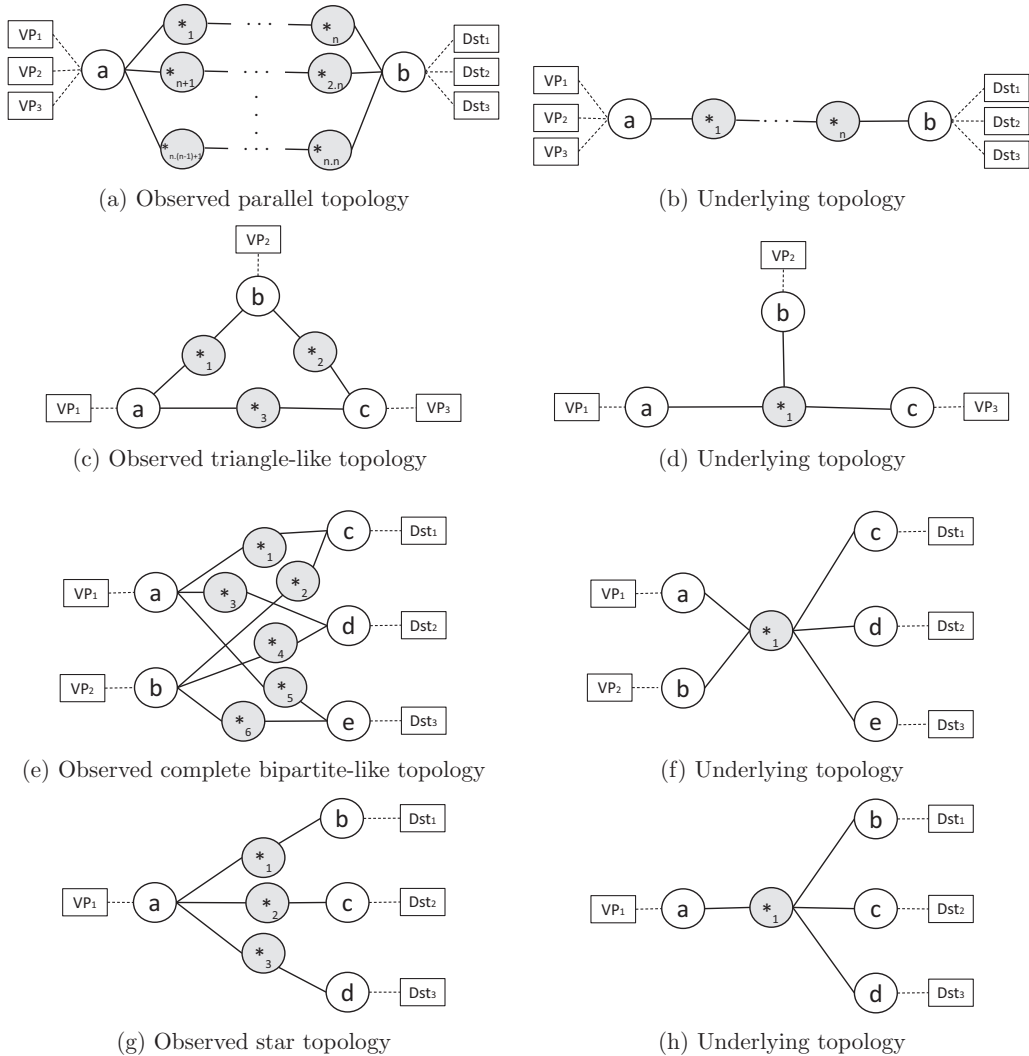 VP1 *1 · · · *n Dst1
VP2 a *n+1 · · · *2.n b Dst2
VP3 *n.(n-1)+1 · · · *n.n Dst3
(a) Observed parallel topology
VP1 Dst1
VP2 a *1 · · · *n b Dst2
VP3 Dst3
(b) Underlying topology
VP2
b
*1 *2
VP1 a *3 c VP3
(c) Observed triangle-like topology
VP2
b
VP1 a *1 c VP3
(d) Underlying topology
*1 c Dst1
VP1 a *3 *2
*4 d Dst2
VP2 b *5
*6 e Dst3
(e) Observed complete bipartite-like topology
c Dst1
VP1 a
*1 d Dst2
VP2 b
e Dst3
(f) Underlying topology
b Dst1
*1
VP1 a *2 c Dst2
*3
d Dst3
(g) Observed star topology
b Dst1
VP1 a *1 c Dst2
d Dst3
(h) Underlying topology